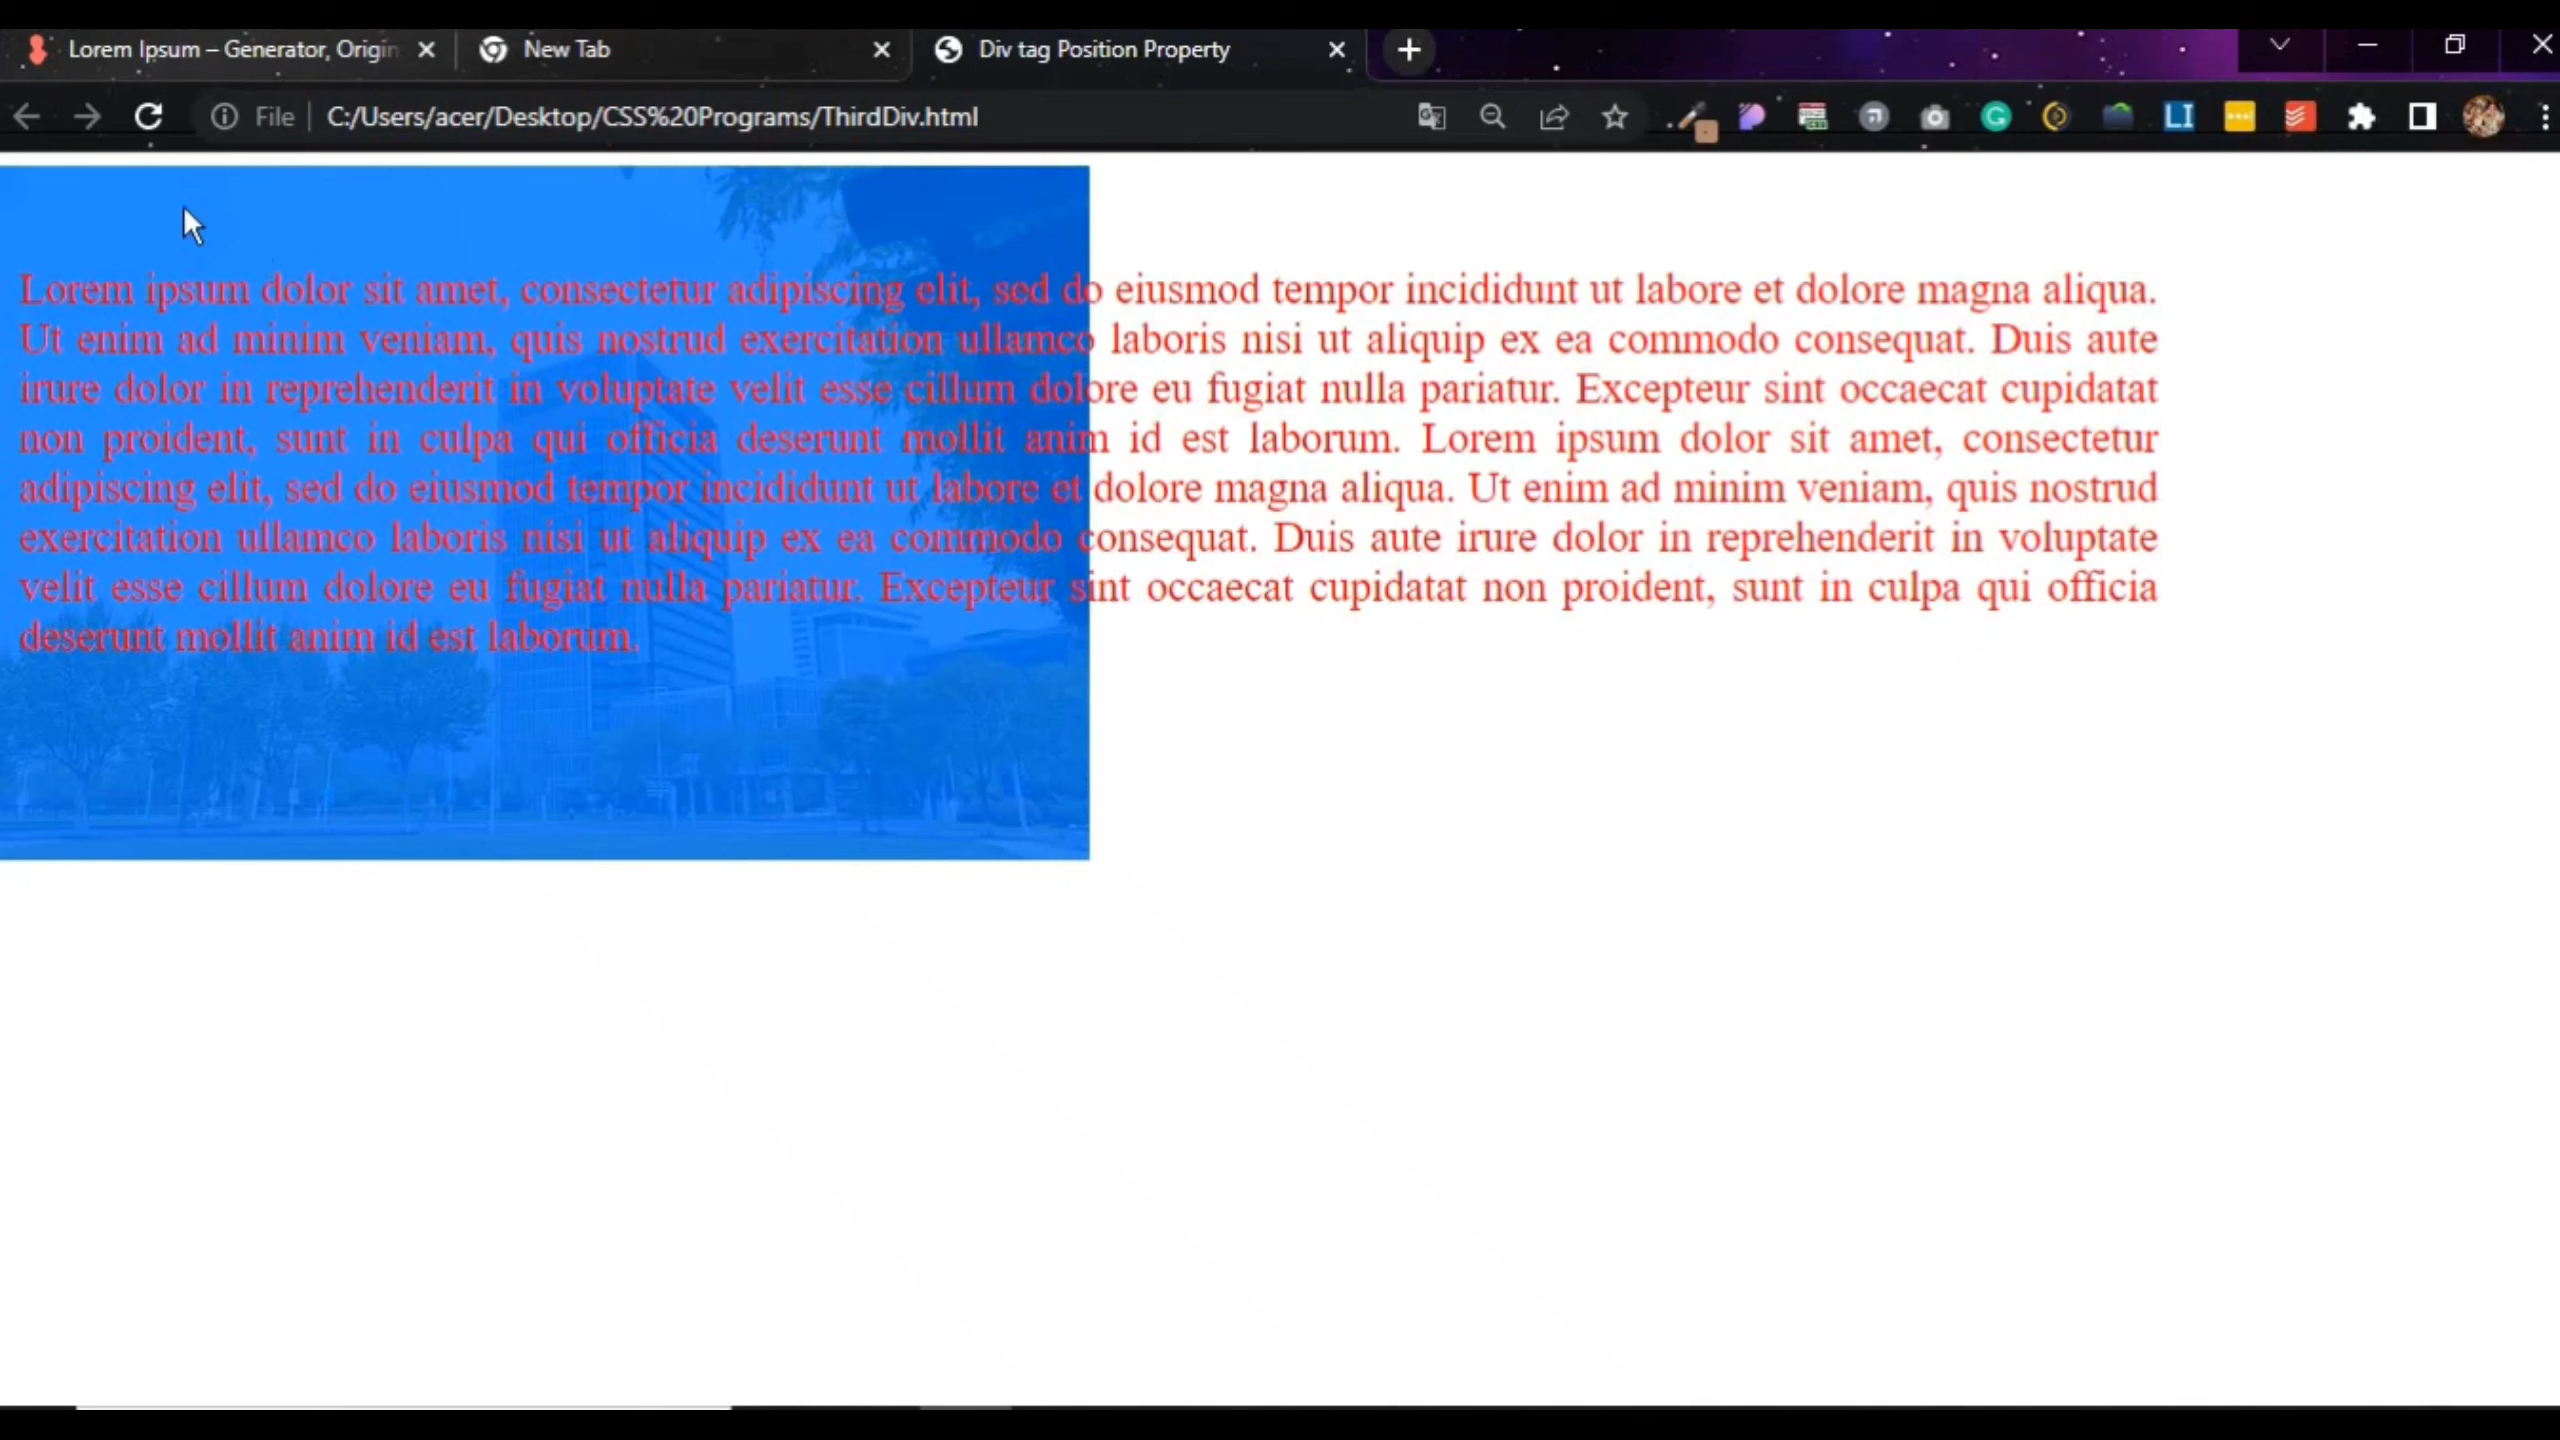 Lorem Ipsum – Generator, Origin
New Tab
Div tag Position Property
File
C:/Users/acer/Desktop/CSS%20Programs/ThirdDiv.html
LI
Lorem ipsum dolor sit amet, consectetur adipiscing elit, sed do eiusmod tempor incididunt ut labore et dolore magna aliqua.
Ut enim ad minim veniam, quis nostrud exercitation ullamco laboris nisi ut aliquip ex ea commodo consequat. Duis aute
irure dolor in reprehenderit in voluptate velit esse cillum dolore eu fugiat nulla pariatur. Excepteur sint occaecat cupidatat
non proident, sunt in culpa qui officia deserunt mollit anim id est laborum. Lorem ipsum dolor sit amet, consectetur
adipiscing elit, sed do eiusmod tempor incididunt ut labore et dolore magna aliqua. Ut enim ad minim veniam, quis nostrud
exercitation ullamco laboris nisi ut aliquip ex ea commodo consequat. Duis aute irure dolor in reprehenderit in voluptate
velit esse cillum dolore eu fugiat nulla pariatur. Excepteur sint occaecat cupidatat non proident, sunt in culpa qui officia
deserunt mollit anim id est laborum.